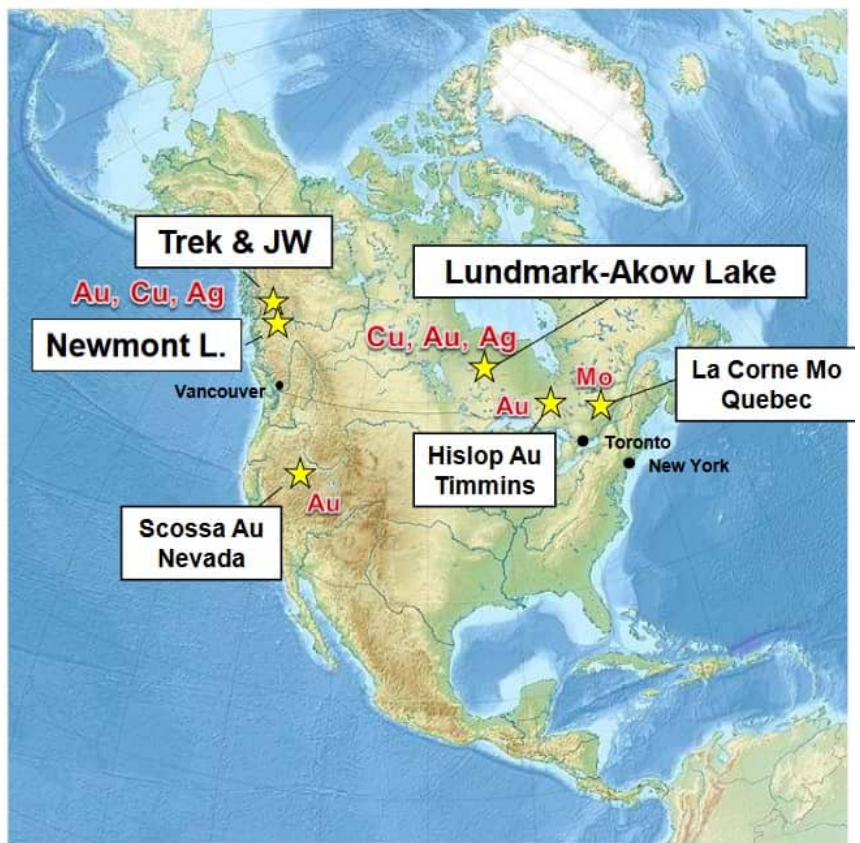 Trek & JW
Au, Cu, Ag
Newmont L.
Vancouver
Lundmark-Akow Lake
Cu, Au, Ag
Mo
La Corne Mo
Quebec
Au
Toronto
New York
Hislop Au
Timmins
Au
Scossa Au
Nevada